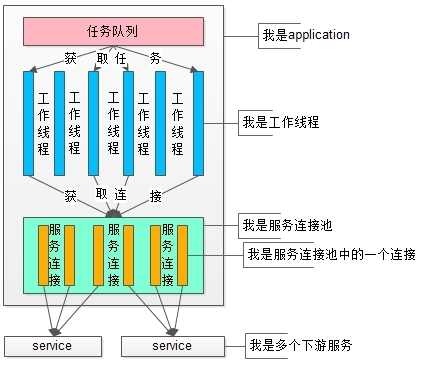 任务队列
我是application
获取任务
工作线程
工作线程
工作线程
工作线程
工作线程
我是工作线程
获取连接
我是服务连接池
服务连接
服务连接
服务连接
我是服务连接池中的一个连接
service
service
我是多个下游服务